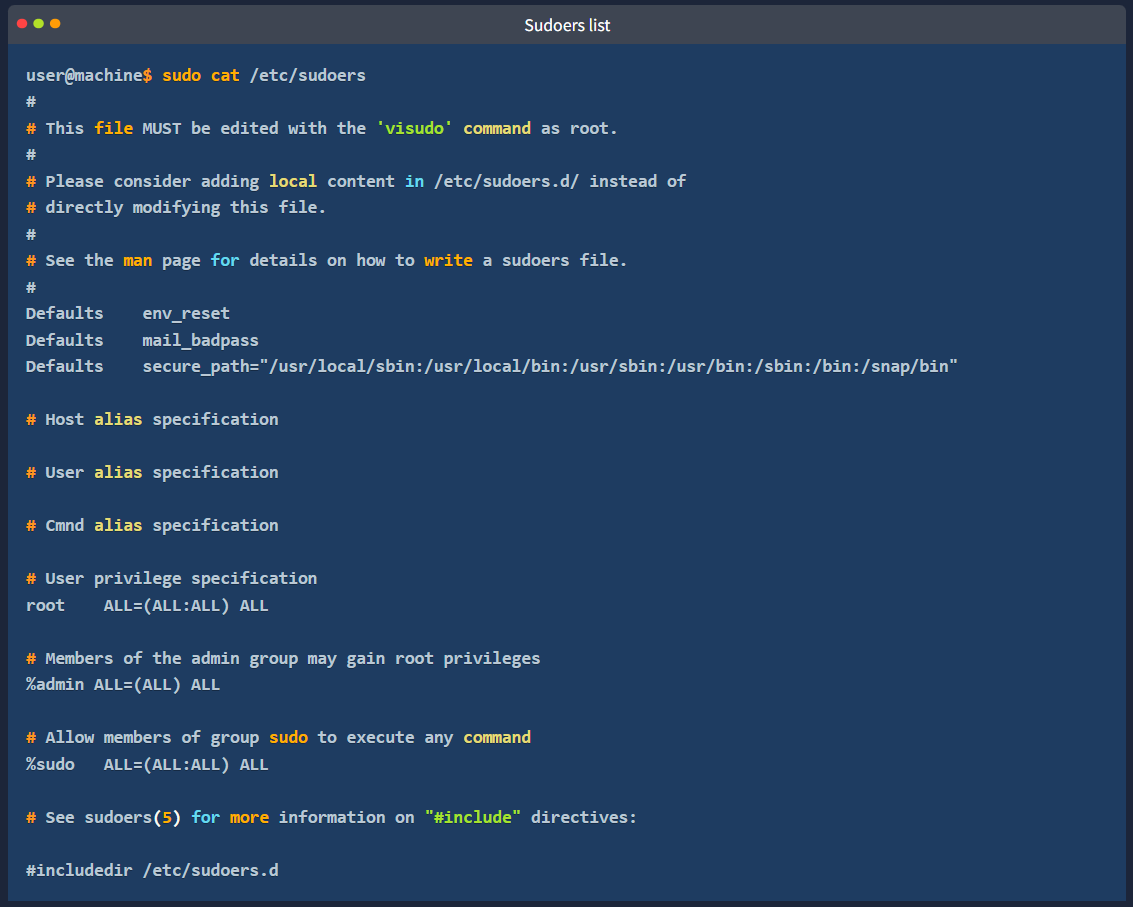 Sudoers list
user@machine$ sudo cat /etc/sudoers
#
# This file MUST be edited with the 'visudo' command as root.
#
# Please consider adding local content in /etc/sudoers.d/ instead of
# directly modifying this file.
#
# See the man page for details on how to write a sudoers file.
#
Defaults    env_reset
Defaults    mail_badpass
Defaults    secure_path="/usr/local/sbin:/usr/local/bin:/usr/sbin:/usr/bin:/sbin:/bin:/snap/bin"
# Host alias specification
# User alias specification
# Cmnd alias specification
# User privilege specification
root    ALL=(ALL:ALL) ALL
# Members of the admin group may gain root privileges
%admin ALL=(ALL) ALL
# Allow members of group sudo to execute any command
%sudo   ALL=(ALL:ALL) ALL
# See sudoers(5) for more information on "#include" directives:
#includedir /etc/sudoers.d